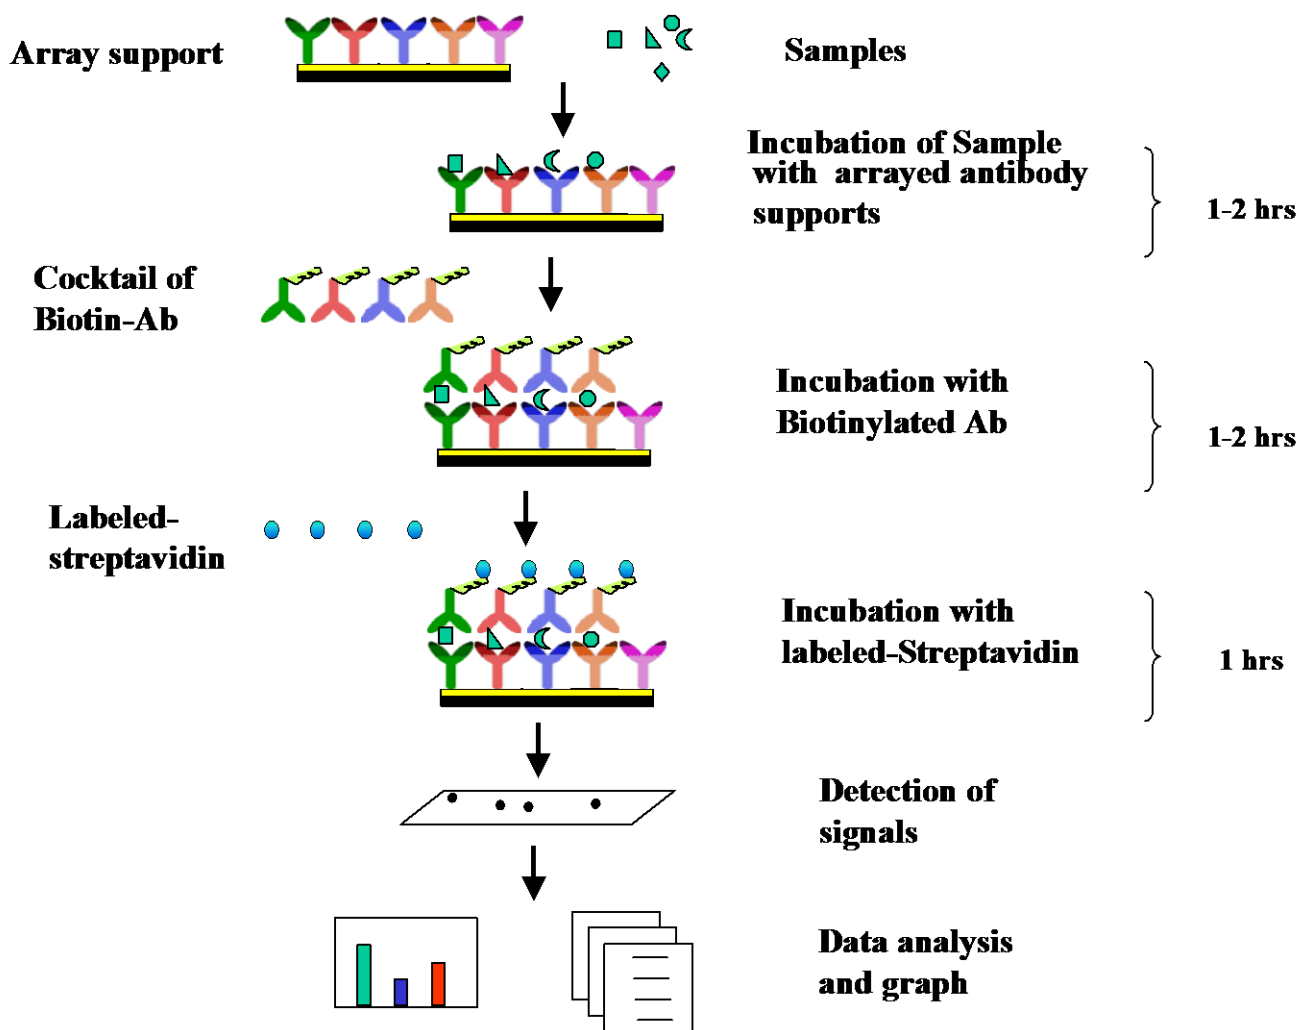 Array support
Samples
Incubation of Sample
with arrayed antibody
supports
1-2 hrs
Cocktail of
Biotin-Ab
Incubation with
Biotinylated Ab
1-2 hrs
Labeled-
streptavidin
Incubation with
labeled-Streptavidin
1 hrs
Detection of
signals
Data analysis
and graph